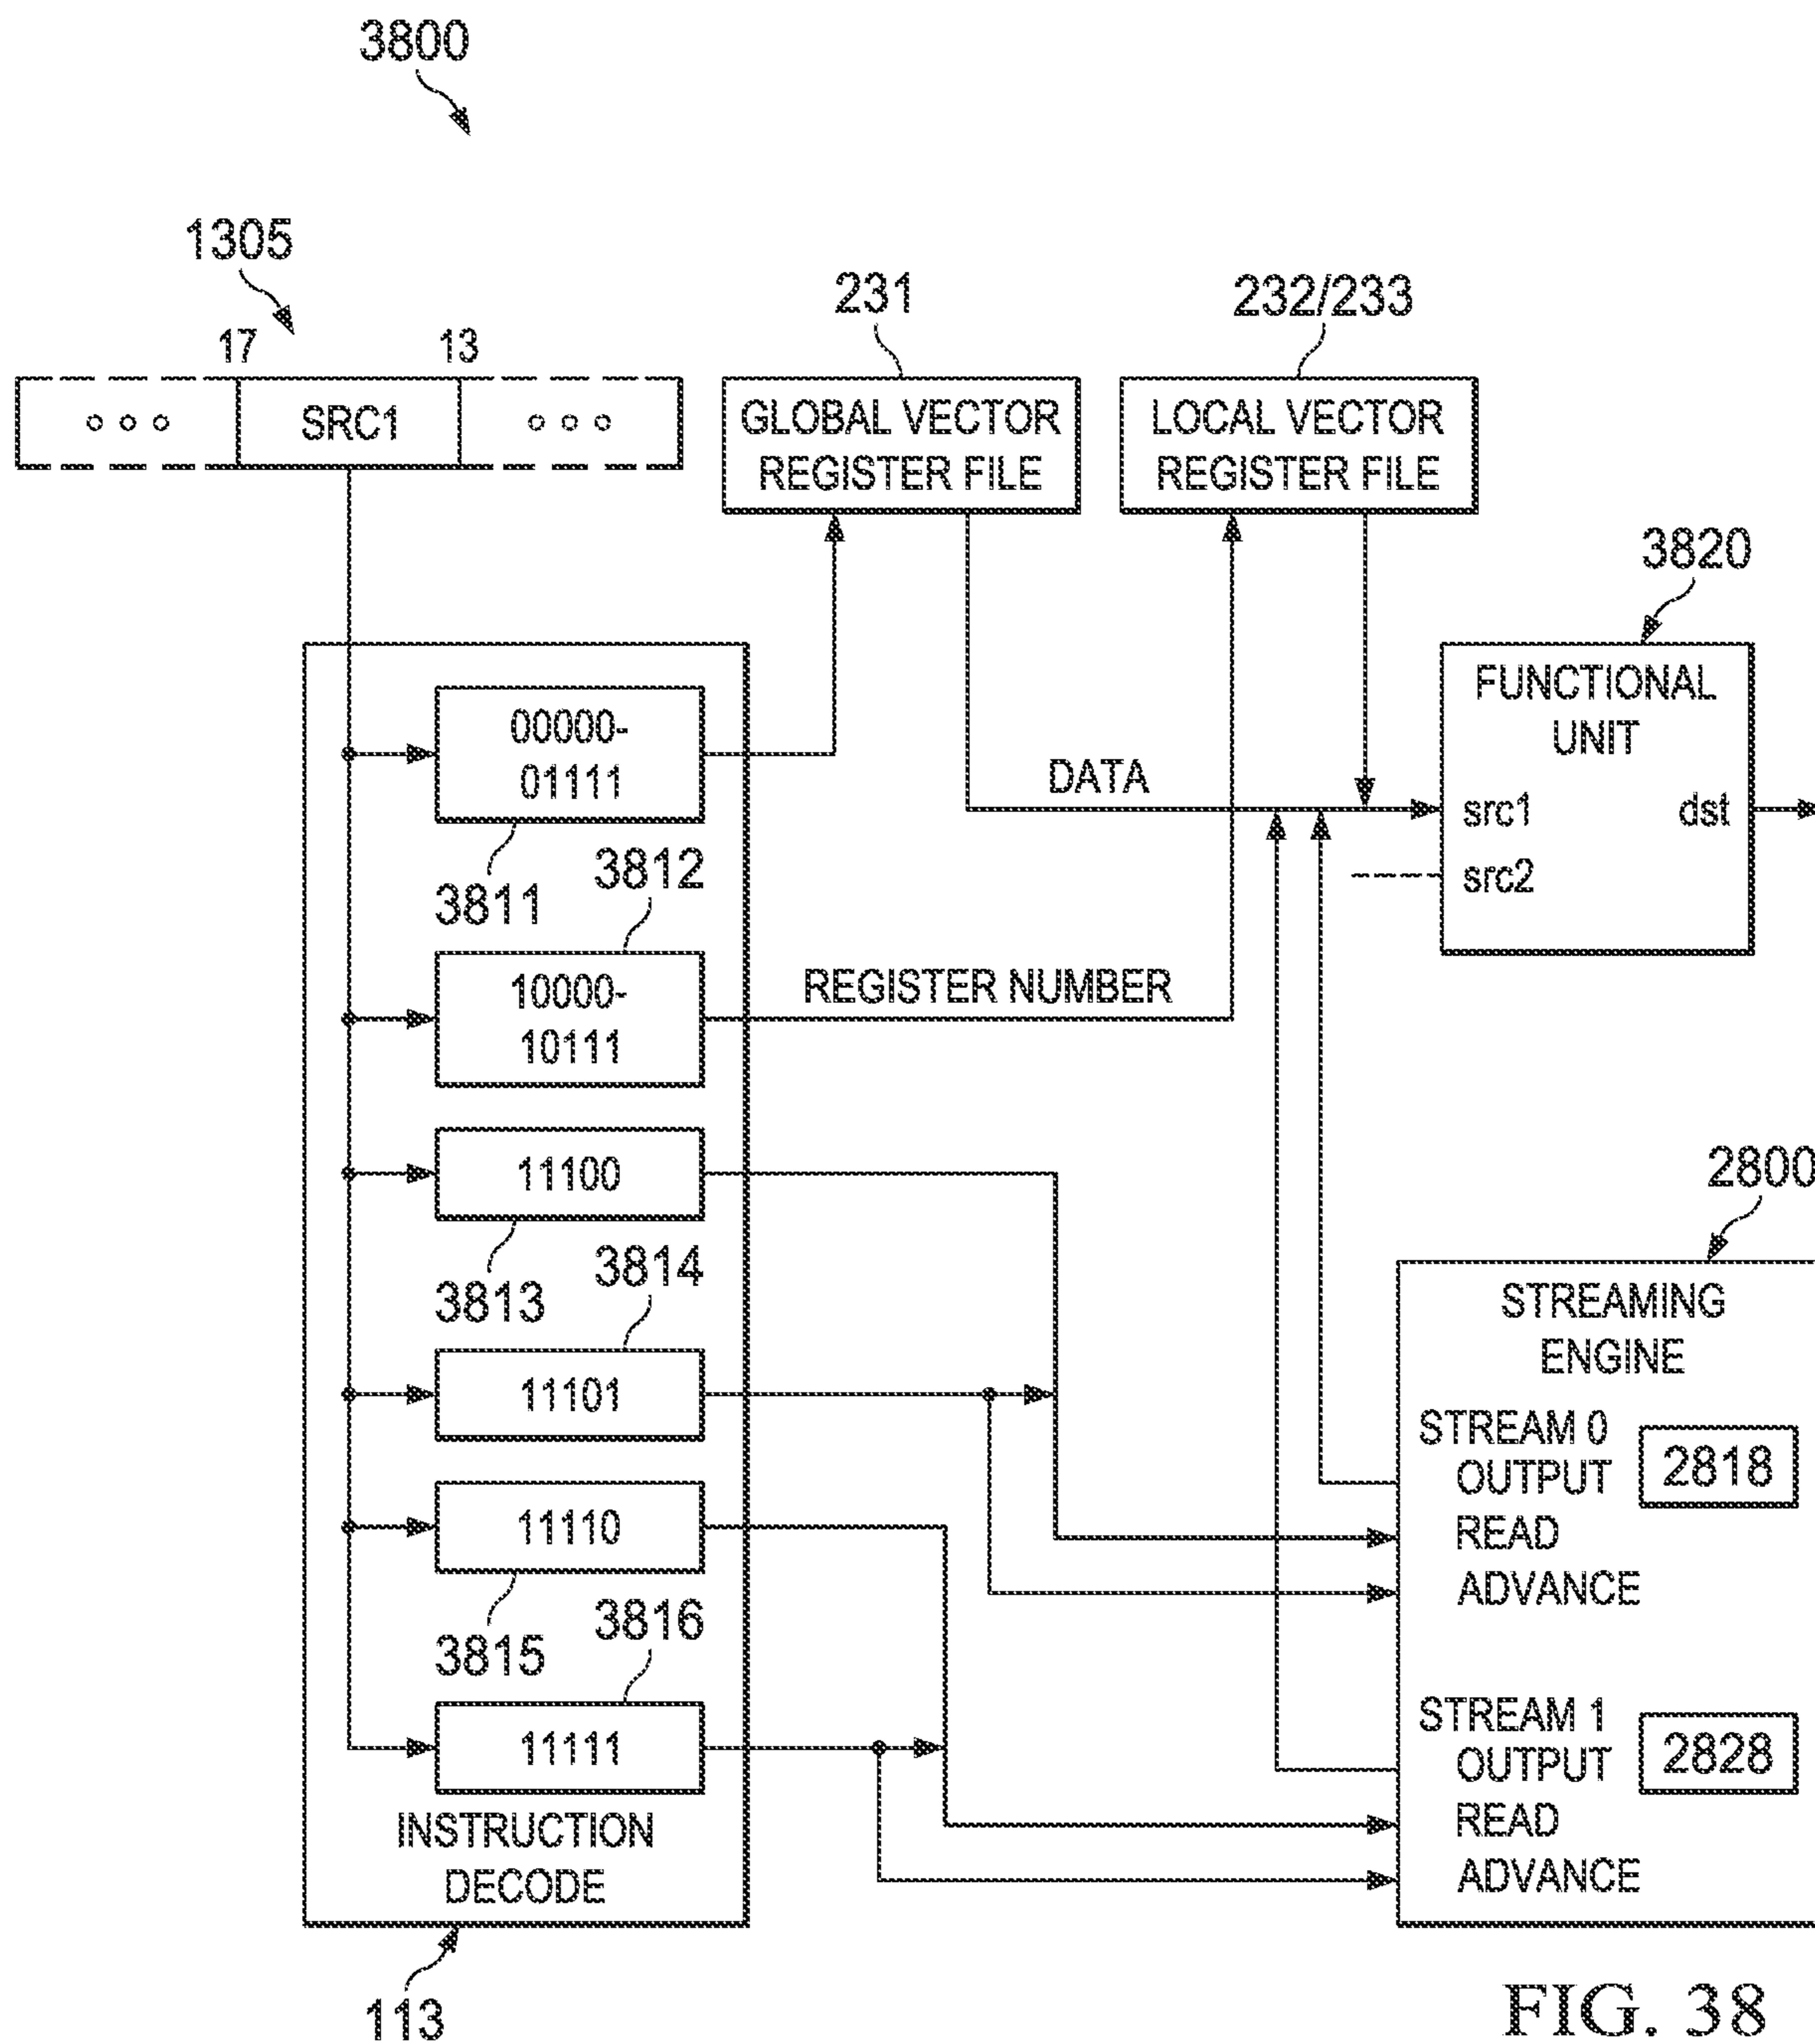 3800
1305
17
13
○ ○ ○
SRC1
○ ○ ○
231
GLOBAL VECTOR
REGISTER FILE
232/233
LOCAL VECTOR
REGISTER FILE
3820
FUNCTIONAL
UNIT
src1
dst
src2
DATA
00000-
01111
3811
3812
10000-
10111
REGISTER NUMBER
11100
3813
3814
11101
11110
3815
3816
11111
INSTRUCTION
DECODE
113
2800
STREAMING
ENGINE
STREAM 0
OUTPUT
2818
READ
ADVANCE
STREAM 1
OUTPUT
2828
READ
ADVANCE
FIG. 38